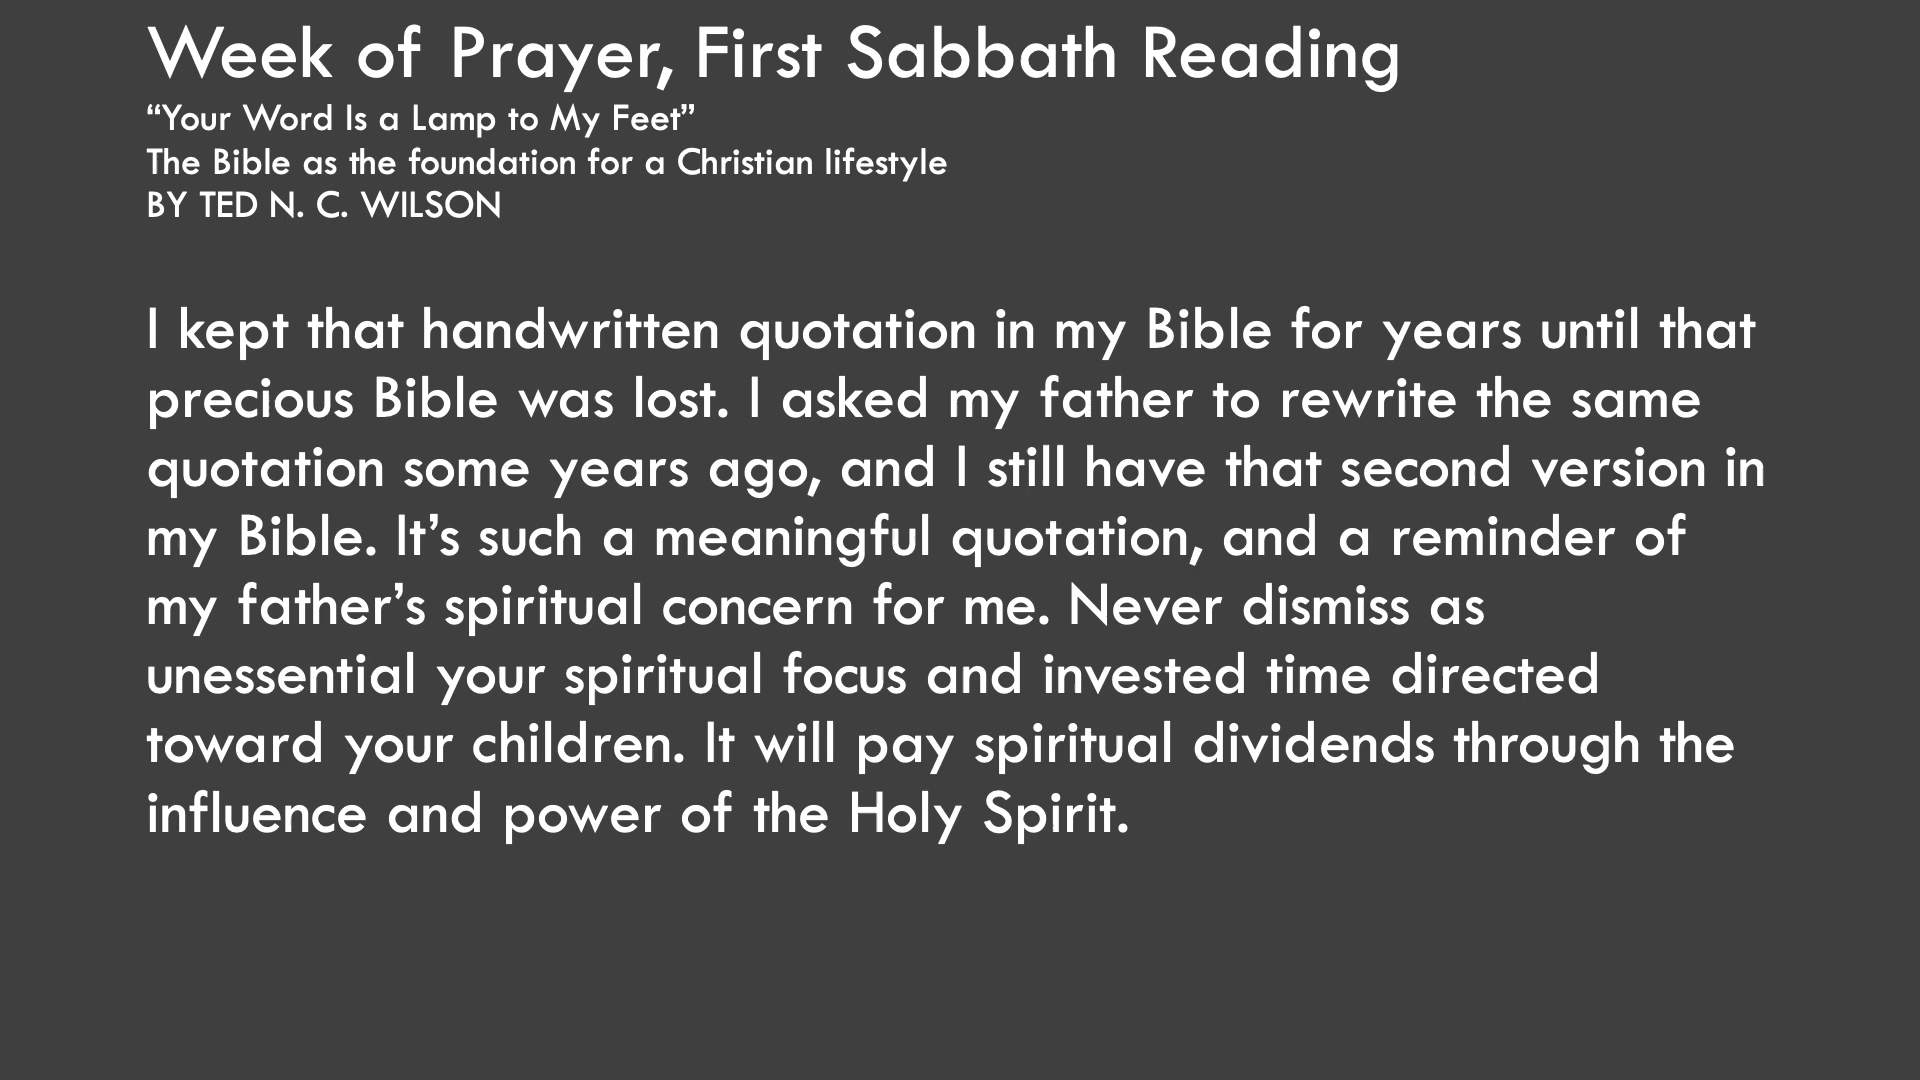 Week of Prayer, First Sabbath Reading
“Your Word Is a Lamp to My Feet”
The Bible as the foundation for a Christian lifestyle
BY TED N. C. WILSON
I kept that handwritten quotation in my Bible for years until that
precious Bible was lost. I asked my father to rewrite the same
quotation some years ago, and I still have that second version in
my Bible. It’s such a meaningful quotation, and a reminder of
my father’s spiritual concern for me. Never dismiss as
unessential your spiritual focus and invested time directed
toward your children. It will pay spiritual dividends through the
influence and power of the Holy Spirit.